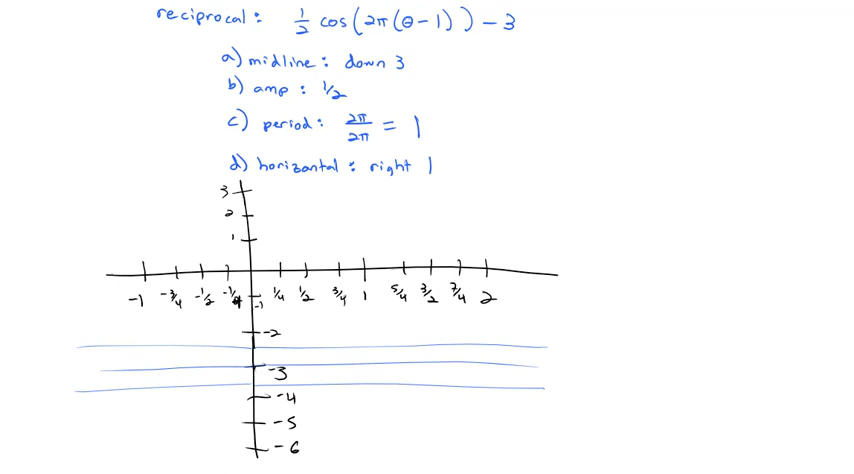 reciprocal: 1/2 cos(2π(θ-1))-3
a) midline: down 3
b) amp: 1/2
c) period: 2π/2π = 1
d) horizontal: right 1
3
2
1
-1 -3/4 -1/2 -1/4 1/4 1/2 3/4 1 5/4 3/2 7/4 2
-1
-2
-3
-4
-5
-6